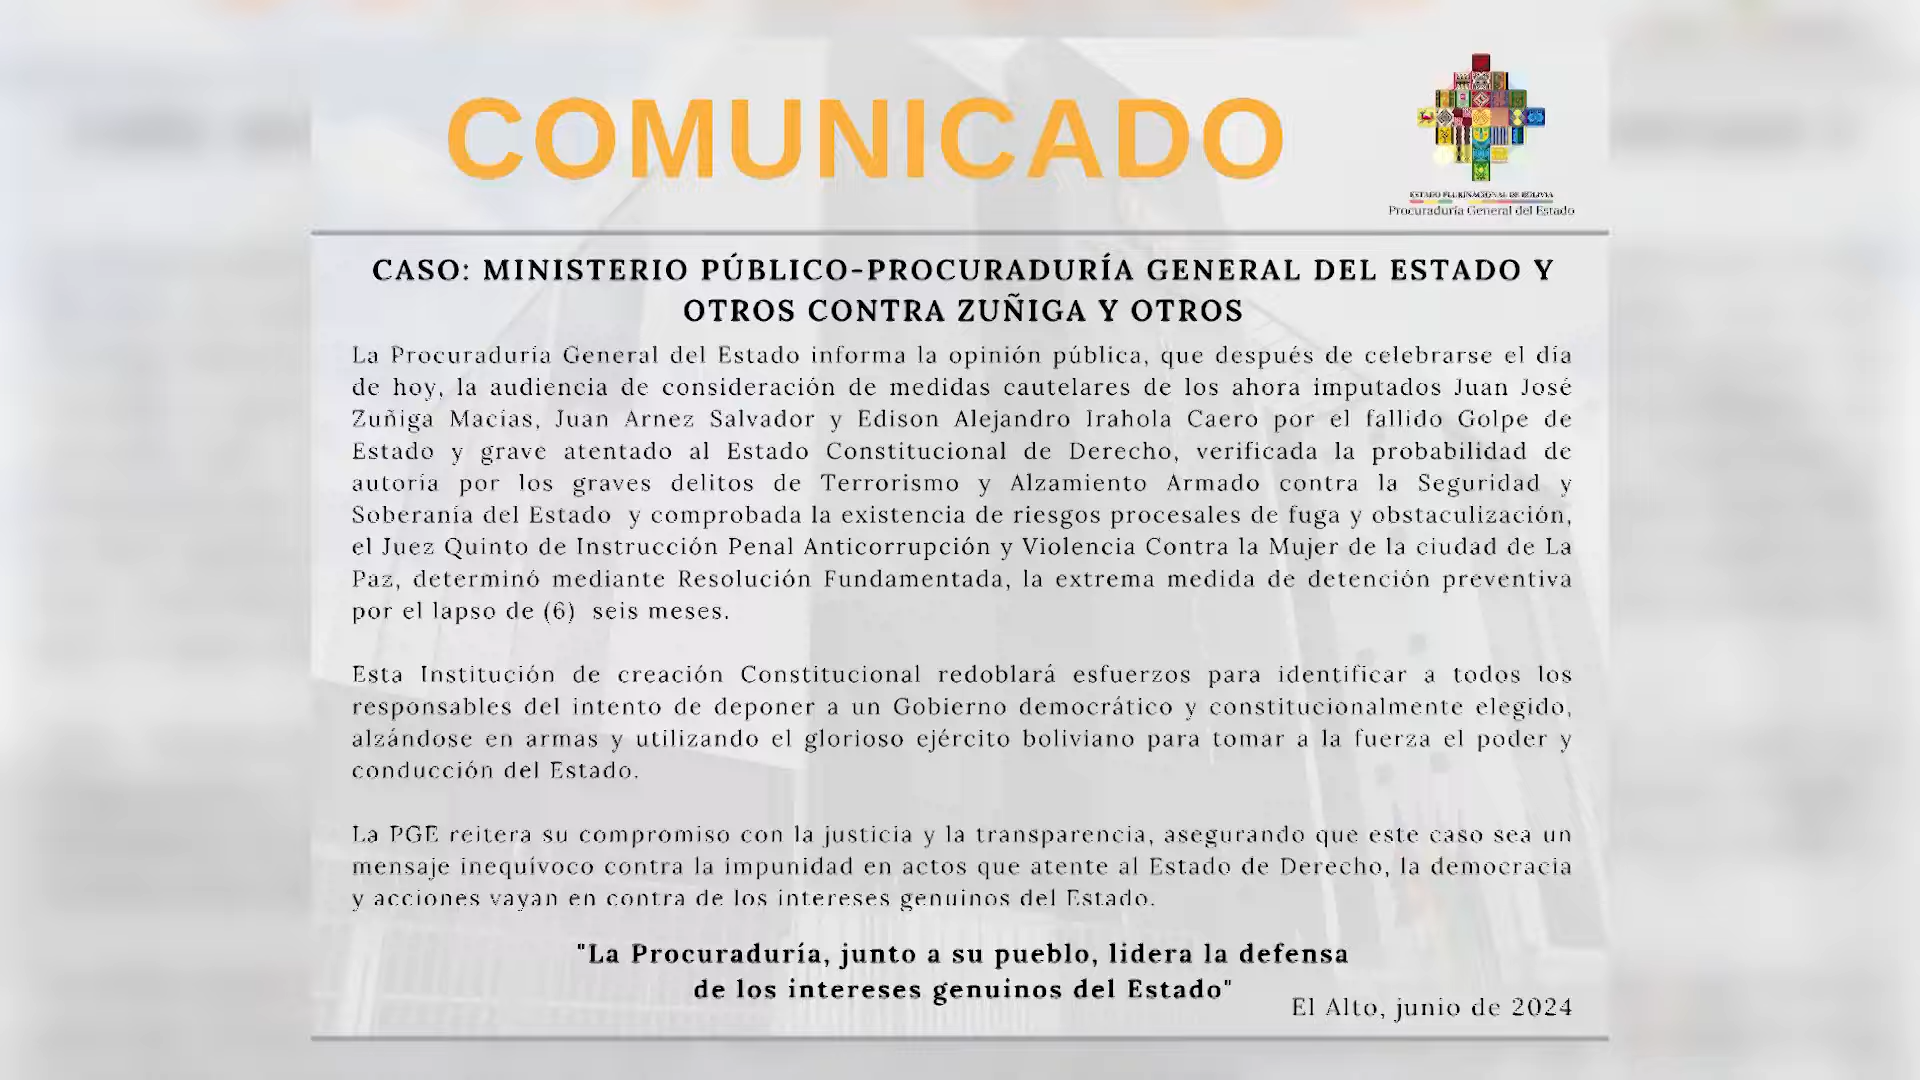 COMUNICADO
ESTADO PLURINACIONAL DE BOLIVIA
Procuraduría General del Estado
CASO: MINISTERIO PÚBLICO-PROCURADURÍA GENERAL DEL ESTADO Y
OTROS CONTRA ZUÑIGA Y OTROS
La Procuraduría General del Estado informa la opinión pública, que después de celebrarse el día
de hoy, la audiencia de consideración de medidas cautelares de los ahora imputados Juan José
Zuñiga Macías, Juan Arnez Salvador y Edison Alejandro Irahola Caero por el fallido Golpe de
Estado y grave atentado al Estado Constitucional de Derecho, verificada la probabilidad de
autoría por los graves delitos de Terrorismo y Alzamiento Armado contra la Seguridad y
Soberanía del Estado y comprobada la existencia de riesgos procesales de fuga y obstaculización,
el Juez Quinto de Instrucción Penal Anticorrupción y Violencia Contra la Mujer de la ciudad de La
Paz, determinó mediante Resolución Fundamentada, la extrema medida de detención preventiva
por el lapso de (6) seis meses.
Esta Institución de creación Constitucional redoblará esfuerzos para identificar a todos los
responsables del intento de deponer a un Gobierno democrático y constitucionalmente elegido,
alzándose en armas y utilizando el glorioso ejército boliviano para tomar a la fuerza el poder y
conducción del Estado.
La PGE reitera su compromiso con la justicia y la transparencia, asegurando que este caso sea un
mensaje inequívoco contra la impunidad en actos que atente al Estado de Derecho, la democracia
y acciones vayan en contra de los intereses genuinos del Estado.
"La Procuraduría, junto a su pueblo, lidera la defensa
de los intereses genuinos del Estado"
El Alto, junio de 2024